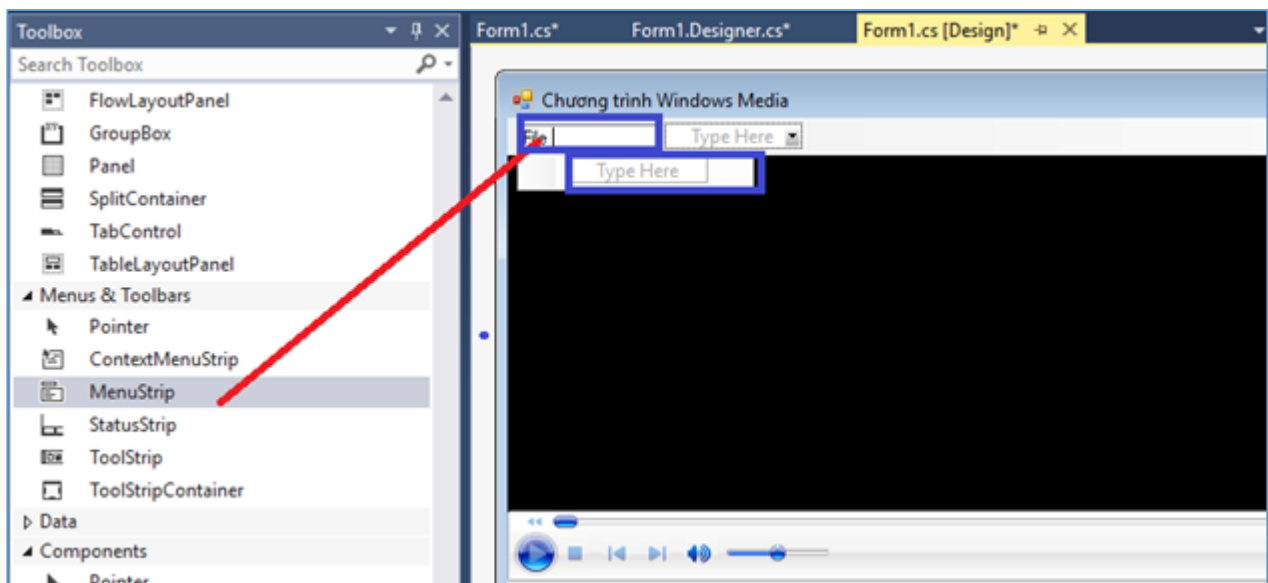 Toolbox
Search Toolbox
FlowLayoutPanel
GroupBox
Panel
SplitContainer
TabControl
TableLayoutPanel
Menus & Toolbars
Pointer
ContextMenuStrip
MenuStrip
StatusStrip
ToolStrip
ToolStripContainer
Data
Components
Pointer
Form1.cs* Form1.Designer.cs* Form1.cs [Design]*
Chương trình Windows Media
File Type Here
Type Here